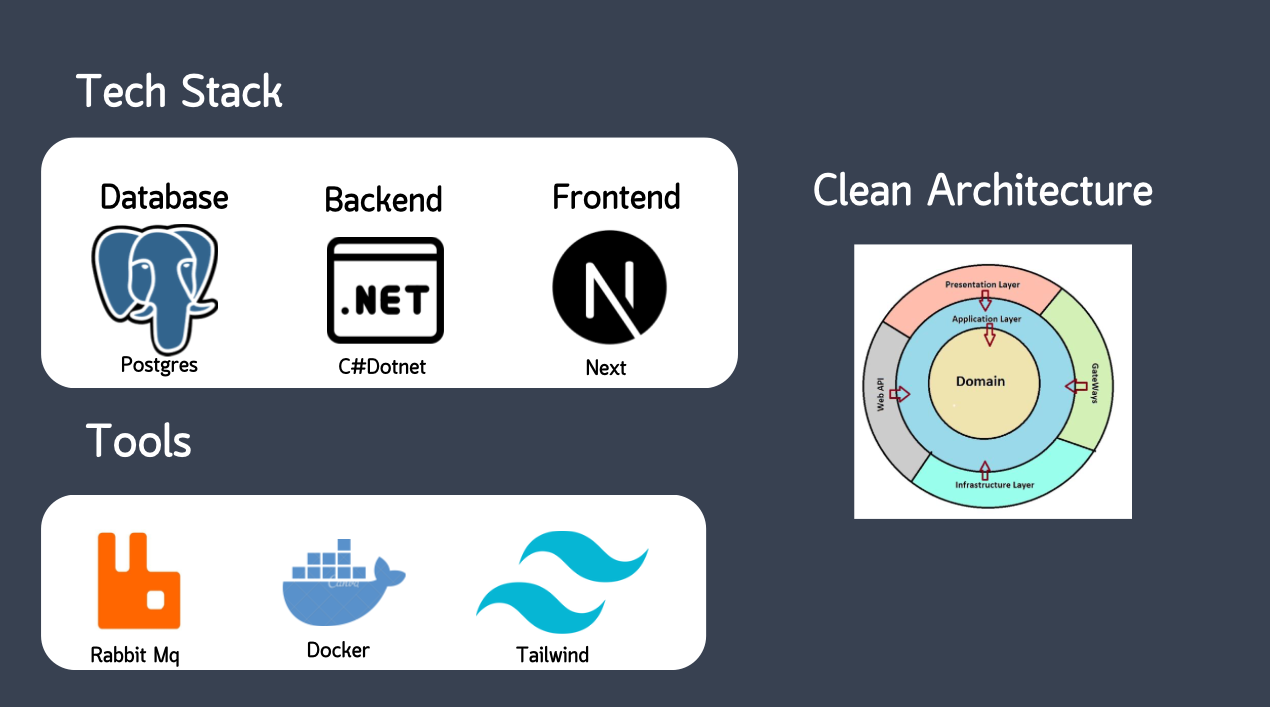 Tech Stack
Database
Backend
Frontend
.NET
Postgres
C#Dotnet
Next
Tools
Canva
Rabbit Mq
Docker
Tailwind
Clean Architecture
Presentation Layer
Application Layer
Domain
Web API
GateWays
Infrastructure Layer